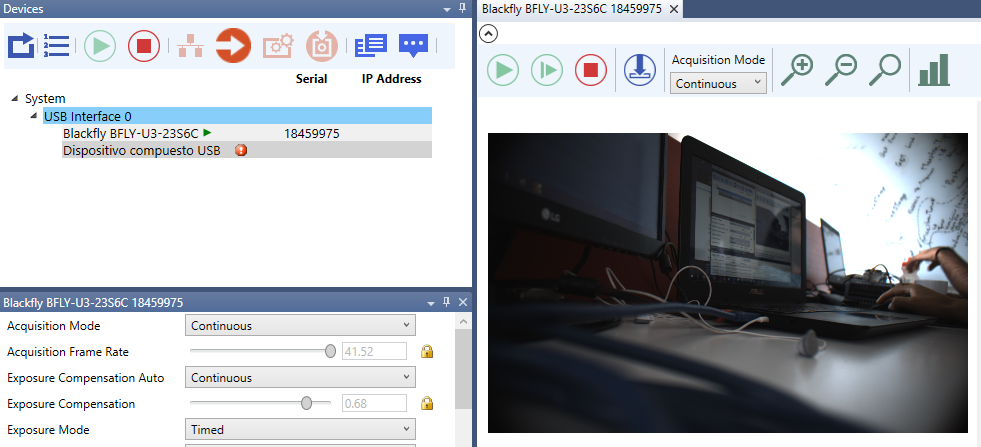 Devices
Serial IP Address
System
USB Interface 0
Blackfly BFLY-U3-23S6C 18459975
Dispositivo compuesto USB
Blackfly BFLY-U3-23S6C 18459975
Acquisition Mode Continuous
Acquisition Frame Rate 41.52
Exposure Compensation Auto Continuous
Exposure Compensation 0.68
Exposure Mode Timed
Blackfly BFLY-U3-23S6C 18459975
Acquisition Mode
Continuous
LG